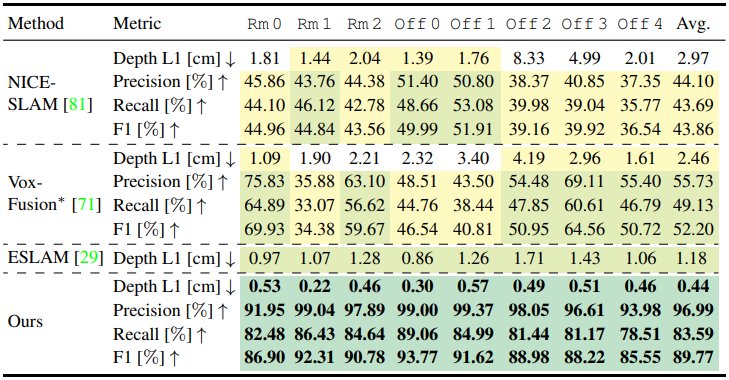 Method Metric Rm 0 Rm 1 Rm 2 Off 0 Off 1 Off 2 Off 3 Off 4 Avg.
NICE-SLAM [81]
Depth L1 [cm] ↓ 1.81 1.44 2.04 1.39 1.76 8.33 4.99 2.01 2.97
Precision [%] ↑ 45.86 43.76 44.38 51.40 50.80 38.37 40.85 37.35 44.10
Recall [%] ↑ 44.10 46.12 42.78 48.66 53.08 39.98 39.04 35.77 43.69
F1 [%] ↑ 44.96 44.84 43.56 49.99 51.91 39.16 39.92 36.54 43.86
Vox-Fusion* [71]
Depth L1 [cm] ↓ 1.09 1.90 2.21 2.32 3.40 4.19 2.96 1.61 2.46
Precision [%] ↑ 75.83 35.88 63.10 48.51 43.50 54.48 69.11 55.40 55.73
Recall [%] ↑ 64.89 33.07 56.62 44.76 38.44 47.85 60.61 46.79 49.13
F1 [%] ↑ 69.93 34.38 59.67 46.54 40.81 50.95 64.56 50.72 52.20
ESLAM [29] Depth L1 [cm] ↓ 0.97 1.07 1.28 0.86 1.26 1.71 1.43 1.06 1.18
Ours
Depth L1 [cm] ↓ 0.53 0.22 0.46 0.30 0.57 0.49 0.51 0.46 0.44
Precision [%] ↑ 91.95 99.04 97.89 99.00 99.37 98.05 96.61 93.98 96.99
Recall [%] ↑ 82.48 86.43 84.64 89.06 84.99 81.44 81.17 78.51 83.59
F1 [%] ↑ 86.90 92.31 90.78 93.77 91.62 88.98 88.22 85.55 89.77